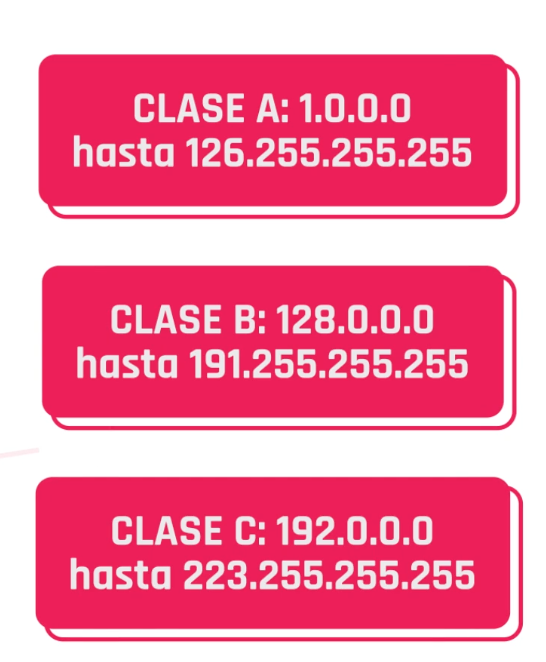 CLASE A: 1.0.0.0
hasta 126.255.255.255
CLASE B: 128.0.0.0
hasta 191.255.255.255
CLASE C: 192.0.0.0
hasta 223.255.255.255